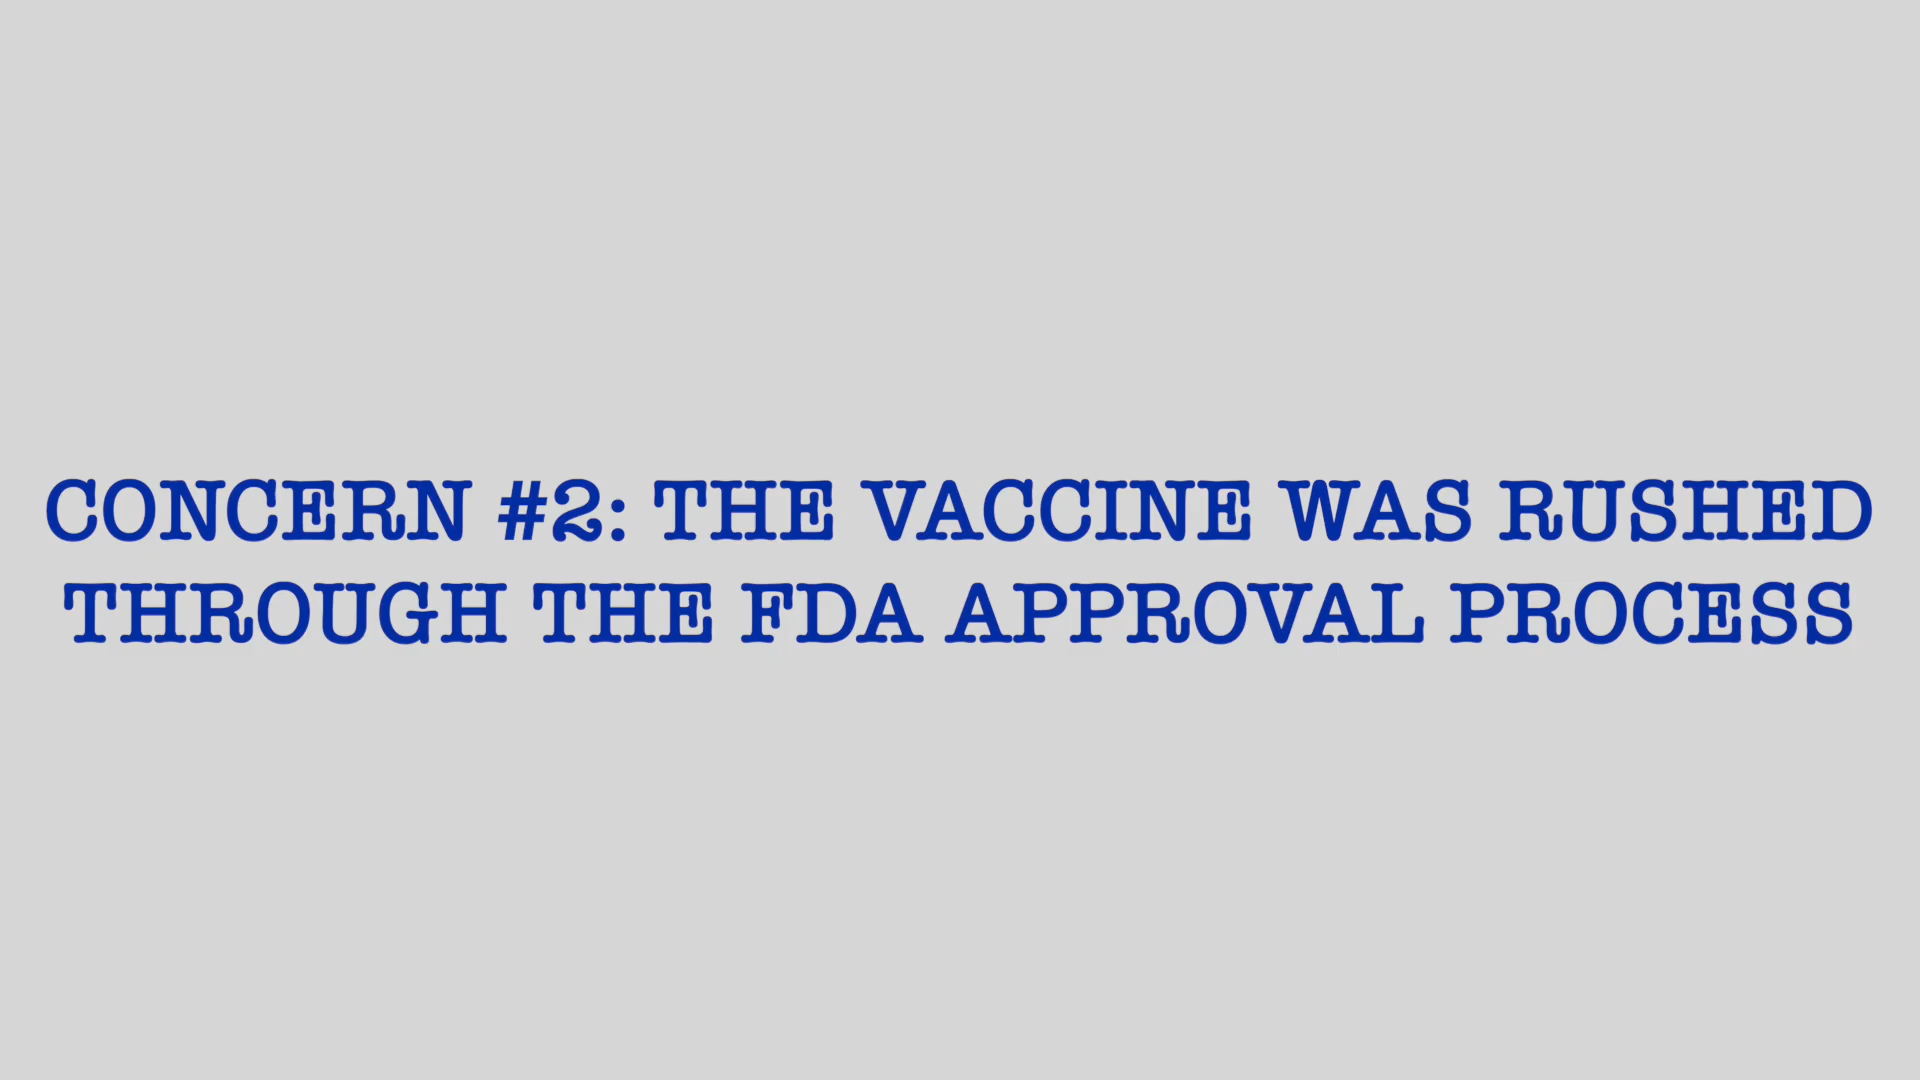 CONCERN #2: THE VACCINE WAS RUSHED
THROUGH THE FDA APPROVAL PROCESS